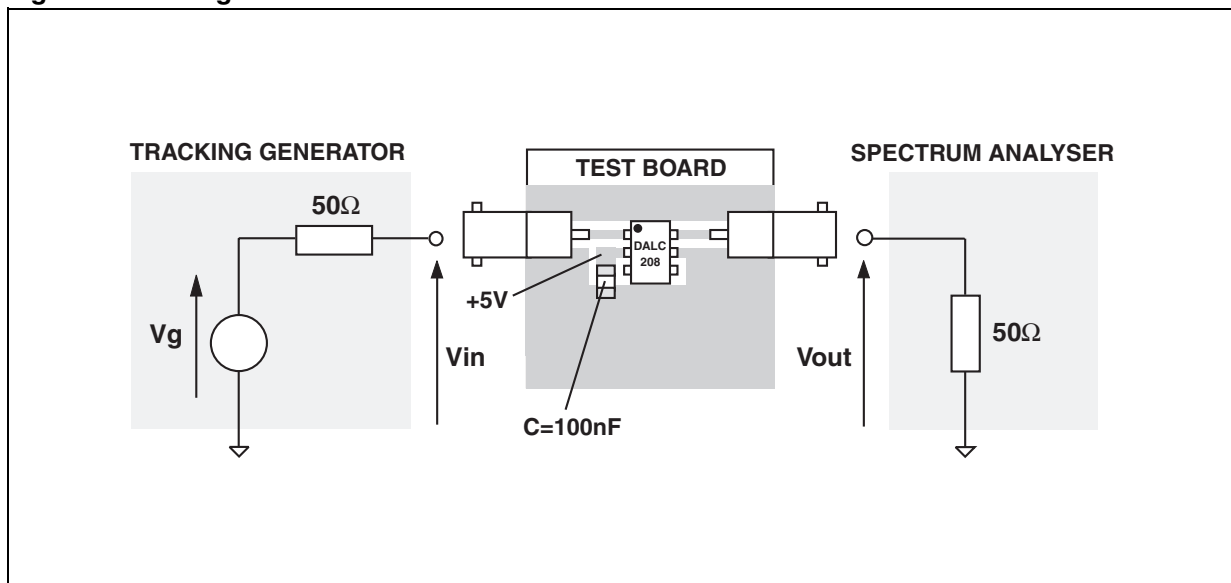 TRACKING GENERATOR
50Ω
Vg
Vin
TEST BOARD
DALC
208
+5V
C=100nF
SPECTRUM ANALYSER
Vout
50Ω